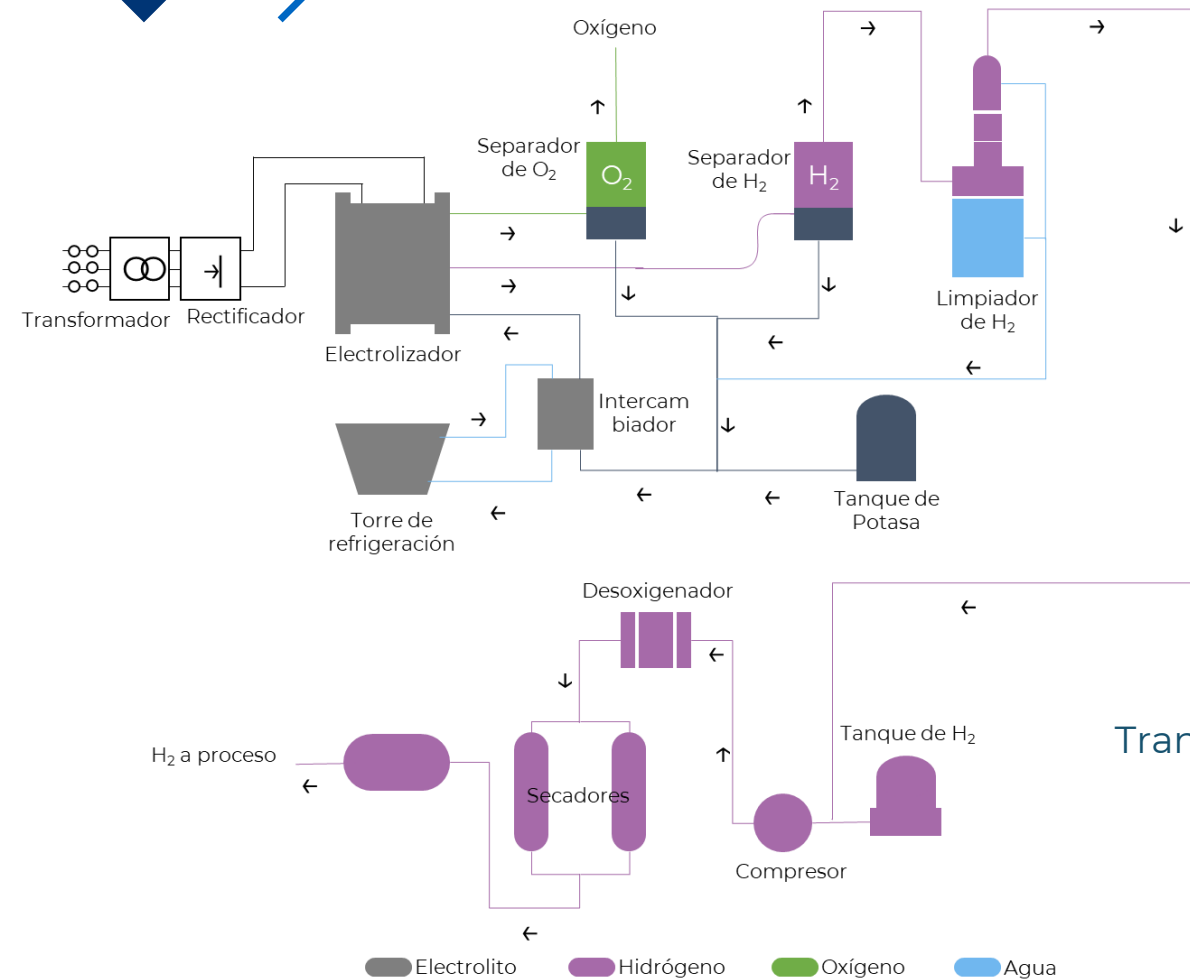 Oxígeno
Separador
de O₂
O₂
Separador
de H₂
H₂
Limpiador
de H₂
Transformador
Rectificador
Electrolizador
Intercam
biador
Torre de
refrigeración
Tanque de
Potasa
Desoxigenador
Tanque de H₂
Tran
H₂ a proceso
Secadores
Compresor
Electrolito
Hidrógeno
Oxígeno
Agua